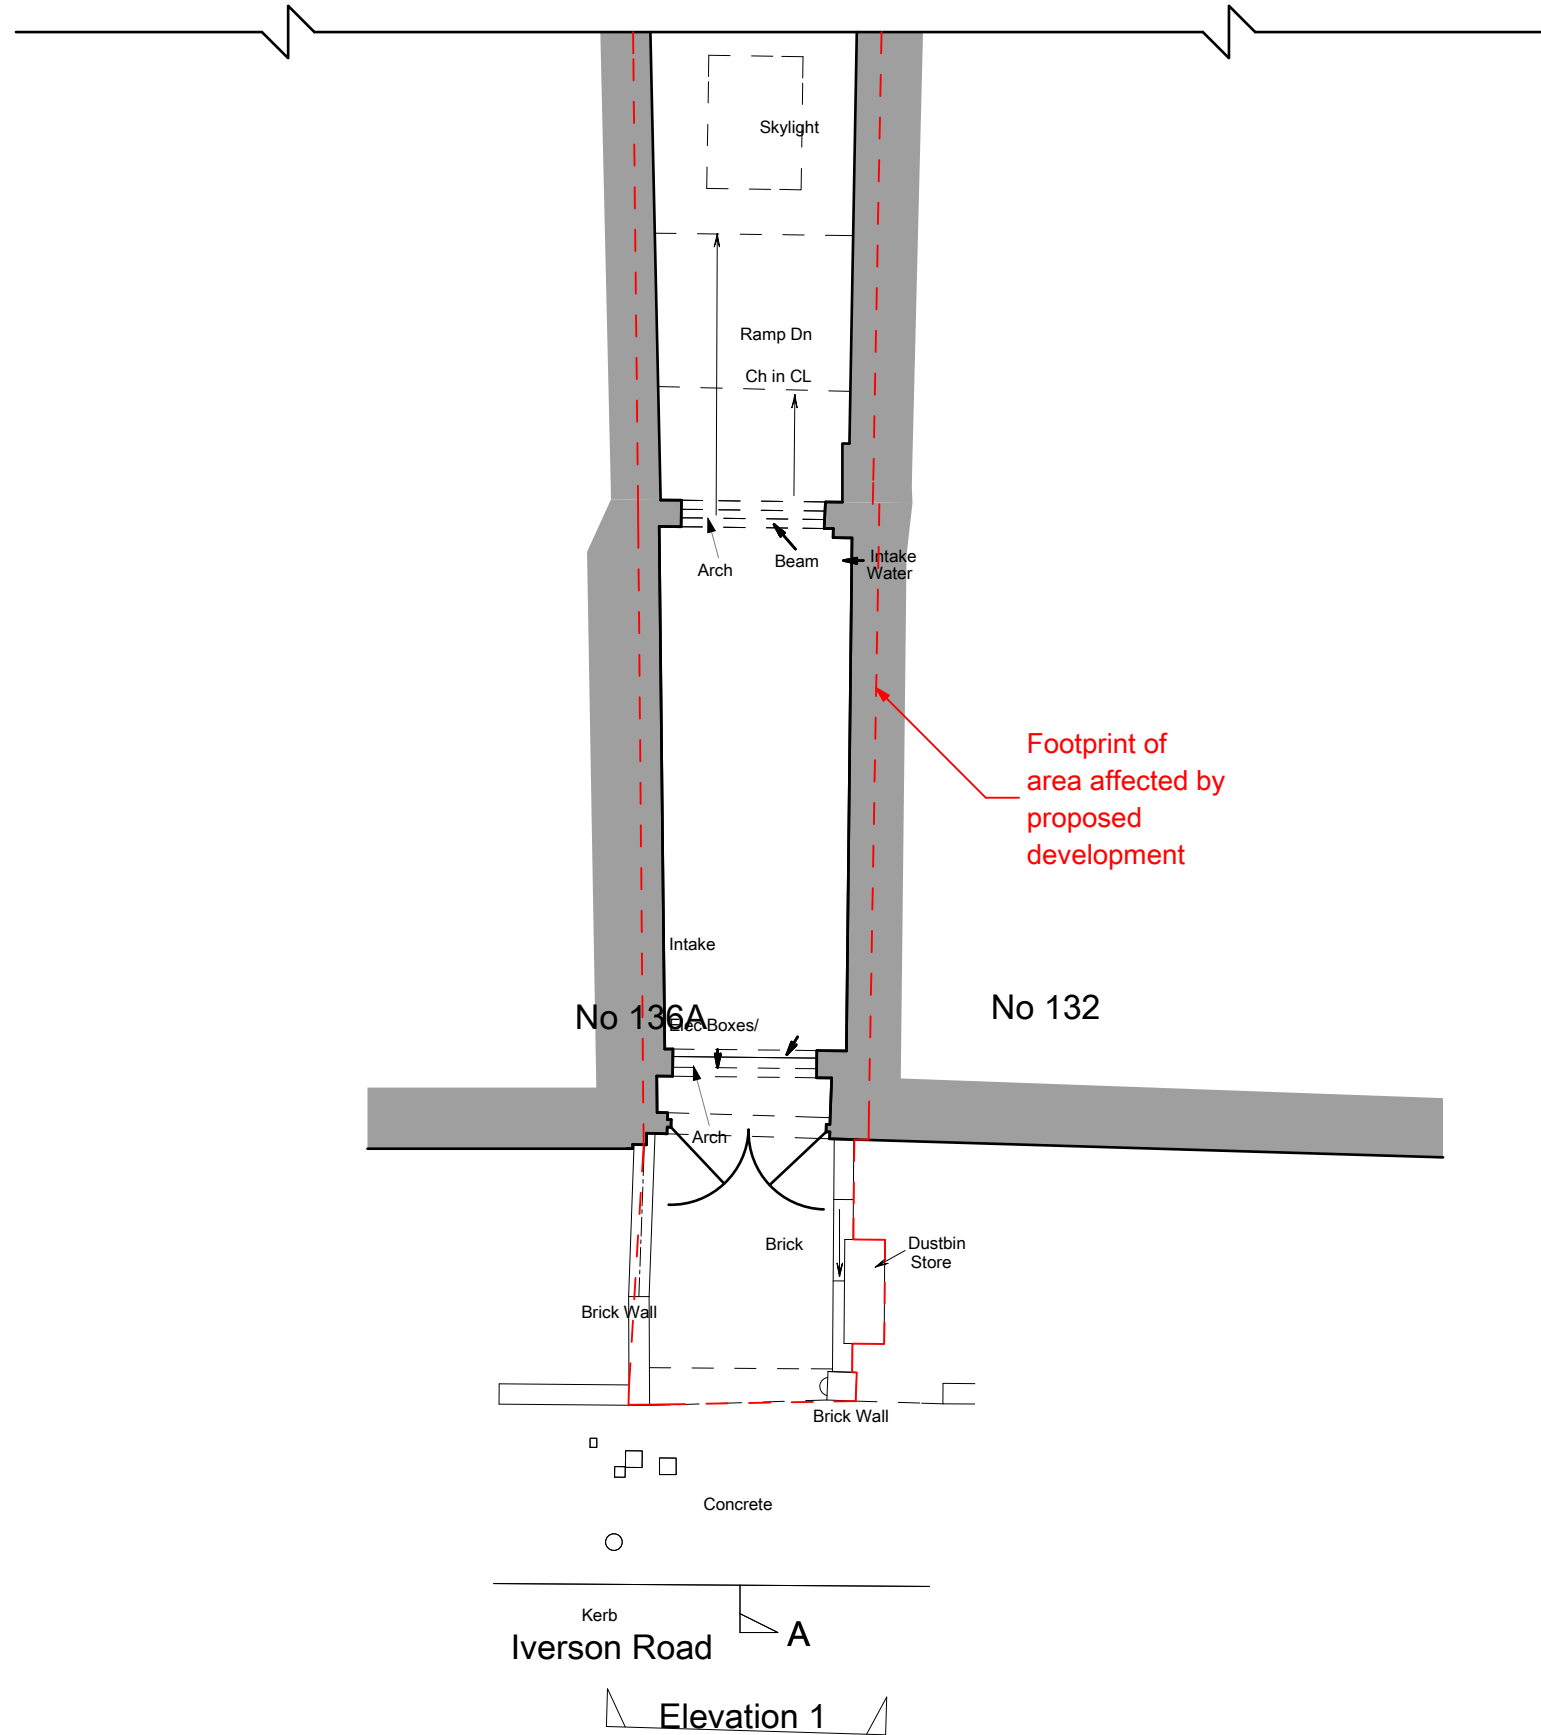 Skylight
Ramp Dn
Ch in CL
Arch
Beam
Intake
Water
Footprint of
area affected by
proposed
development
Intake
No 136A
No 132
Elec Boxes/
Arch
Brick
Dustbin
Store
Brick Wall
Brick Wall
Concrete
Kerb
Iverson Road
A
Elevation 1